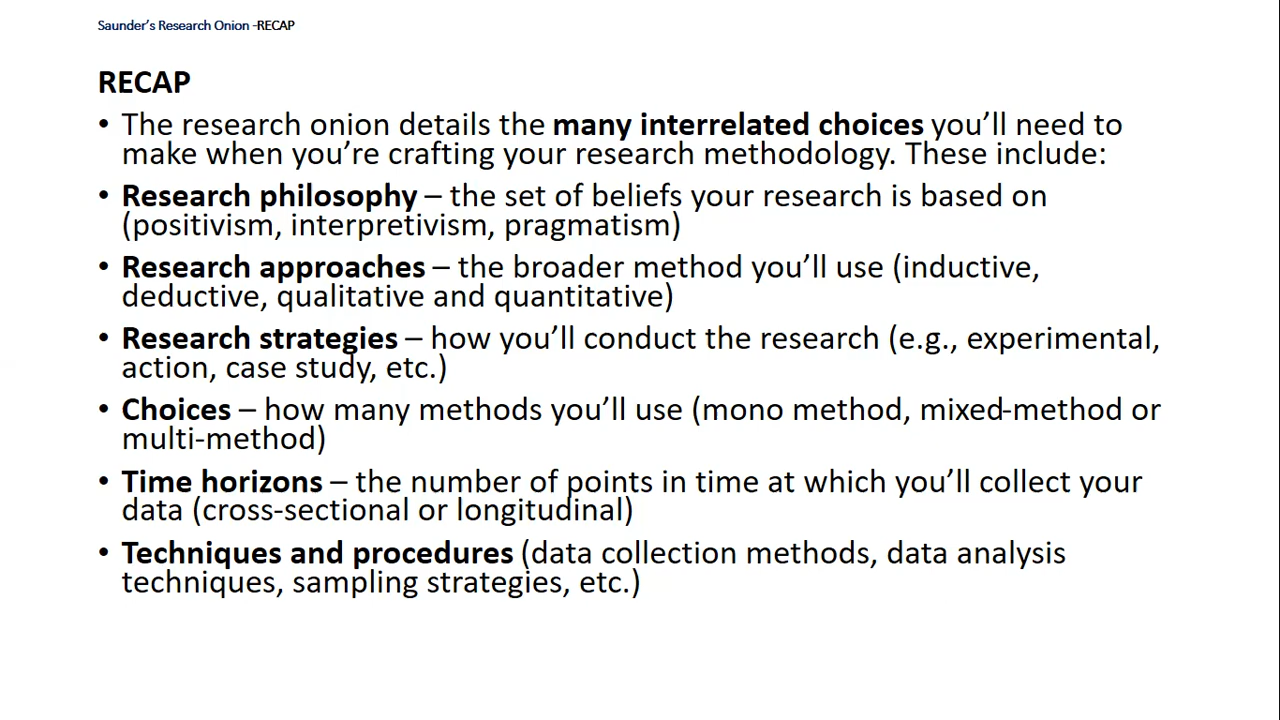 Saunder’s Research Onion -RECAP
RECAP
• The research onion details the many interrelated choices you’ll need to
make when you’re crafting your research methodology. These include:
• Research philosophy – the set of beliefs your research is based on
(positivism, interpretivism, pragmatism)
• Research approaches – the broader method you’ll use (inductive,
deductive, qualitative and quantitative)
• Research strategies – how you’ll conduct the research (e.g., experimental,
action, case study, etc.)
• Choices – how many methods you’ll use (mono method, mixed-method or
multi-method)
• Time horizons – the number of points in time at which you’ll collect your
data (cross-sectional or longitudinal)
• Techniques and procedures (data collection methods, data analysis
techniques, sampling strategies, etc.)